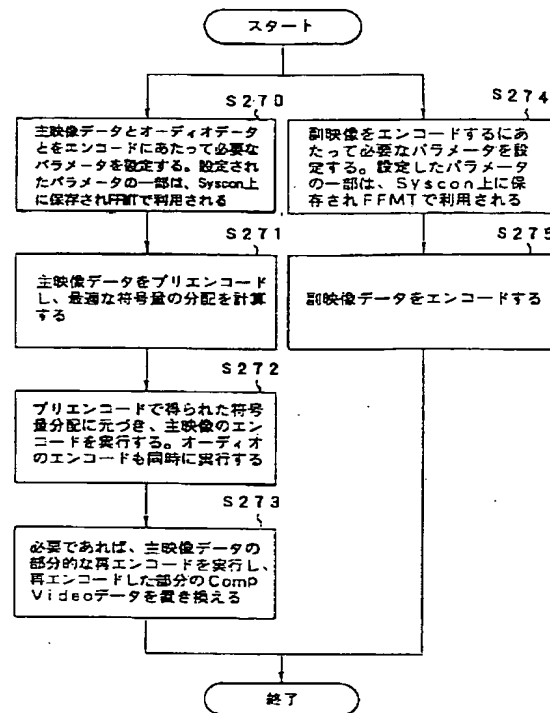 スタート
S270
主映像データとオーディオデータ
とをエンコードにあたって必要な
パラメータを設定する。設定され
たパラメータの一部は、Syscon上
に保存されFFMTで利用される
S271
主映像データをプリエンコード
し、最適な符号量の分配を計算
する
S272
プリエンコードで得られた符号
量分配に元づき、主映像のエン
コードを実行する。オーディオ
のエンコードも同時に実行する
S273
必要であれば、主映像データの
部分的な再エンコードを実行し、
再エンコードした部分のComp
Videoデータを置き換える
S274
副映像をエンコードするにあ
たって必要なパラメータを設
定する。設定したパラメータ
の一部は、Syscon上に保
存されFFMTで利用される
S275
副映像データをエンコードする
終了